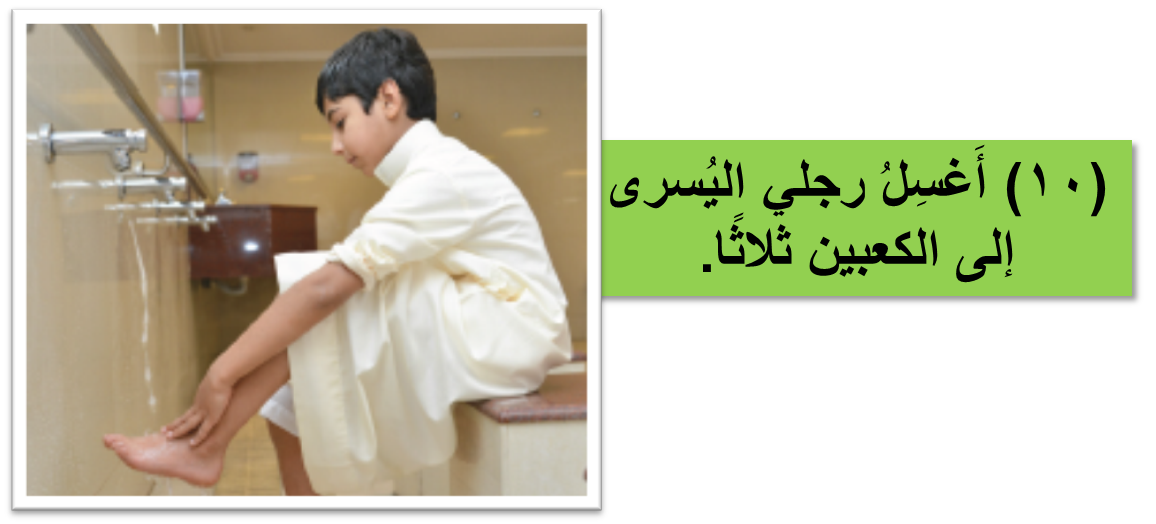 (١٠) أَغسِلُ رجلي اليُسرى
إلى الكعبين ثلاثًا.